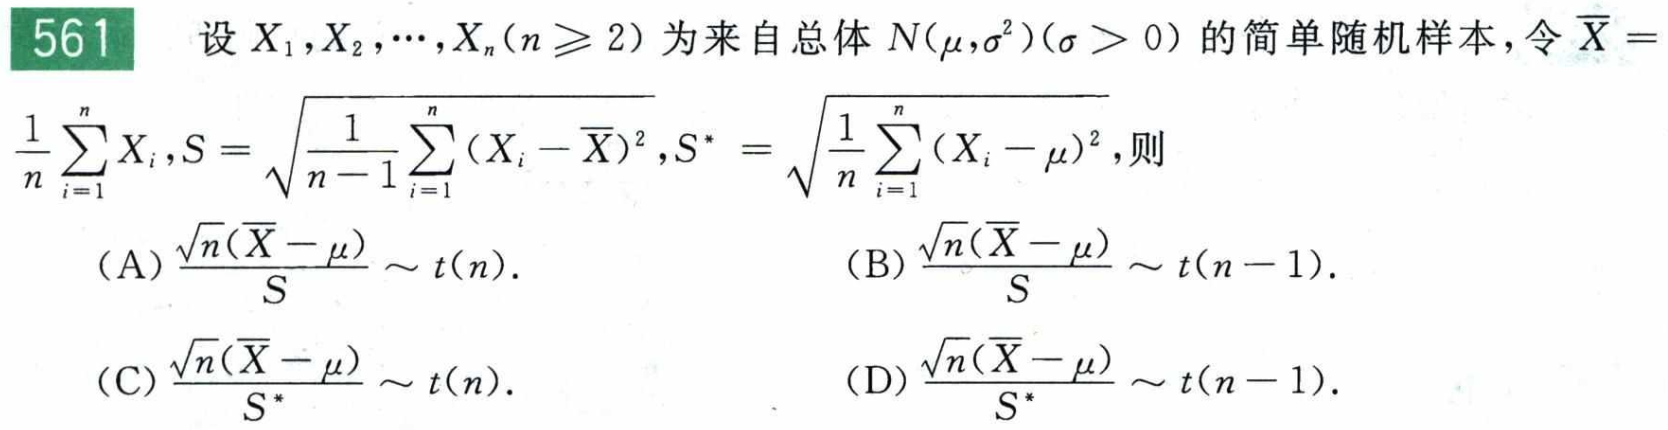 561 设 $X_1,X_2,\cdots,X_n(n\geqslant 2)$ 为来自总体 $N(\mu,\sigma^2)(\sigma>0)$ 的简单随机样本,令 $\overline{X}=$
$\frac{1}{n}\sum_{i=1}^{n}X_i,S=\sqrt{\frac{1}{n-1}\sum_{i=1}^{n}(X_i-\overline{X})^2},S^*=\sqrt{\frac{1}{n}\sum_{i=1}^{n}(X_i-\mu)^2}$,则
(A) $\frac{\sqrt{n}(\overline{X}-\mu)}{S}\sim t(n)$. (B) $\frac{\sqrt{n}(\overline{X}-\mu)}{S}\sim t(n-1)$.
(C) $\frac{\sqrt{n}(\overline{X}-\mu)}{S^*}\sim t(n)$. (D) $\frac{\sqrt{n}(\overline{X}-\mu)}{S^*}\sim t(n-1)$.